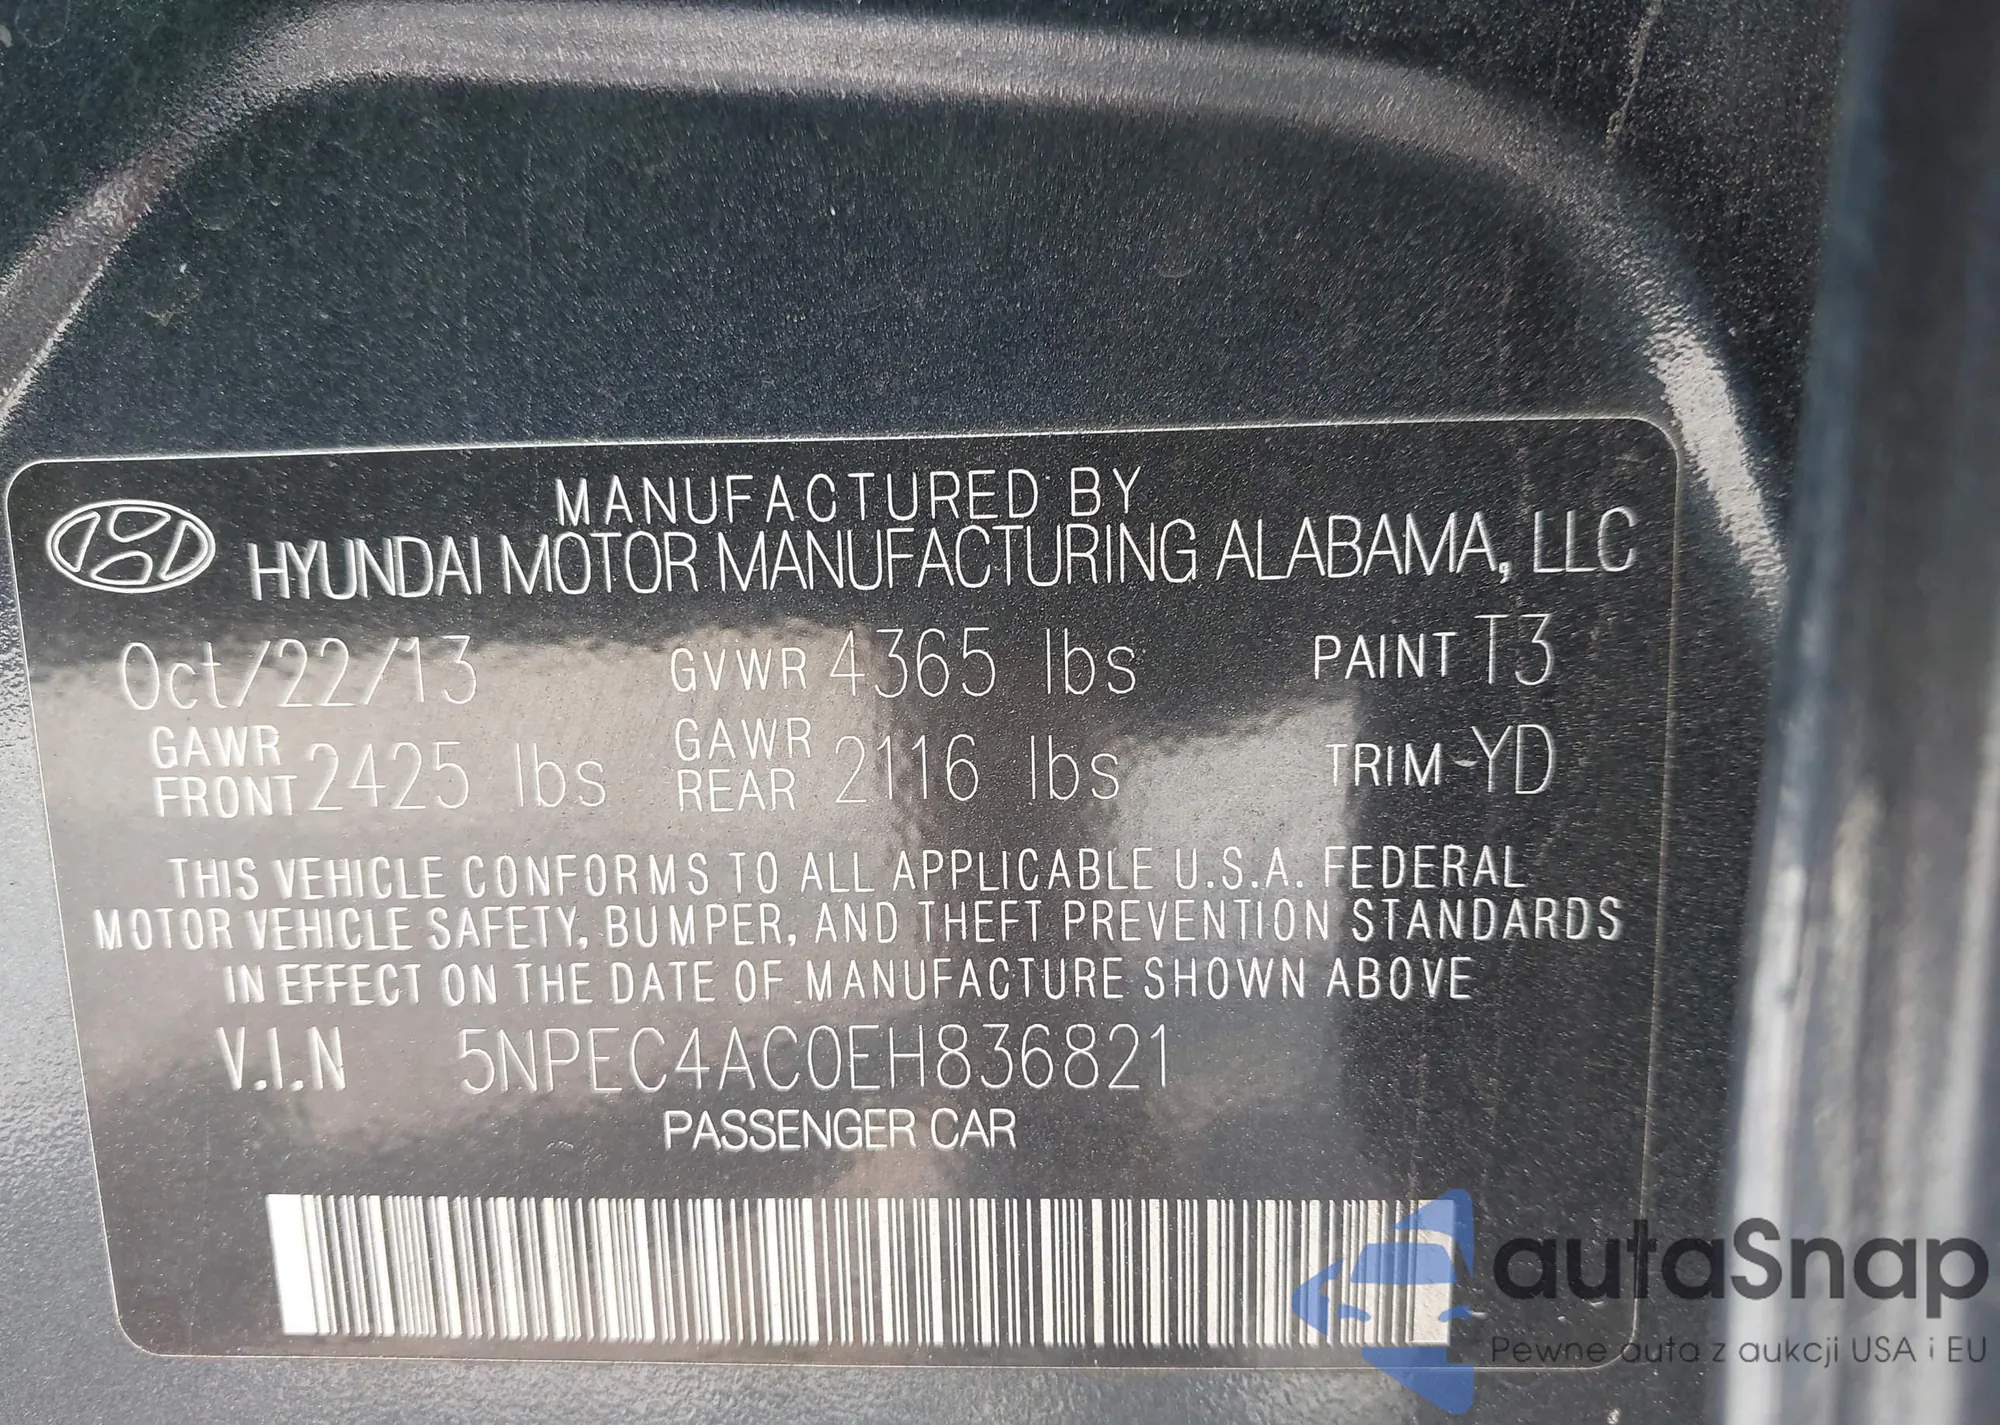 MANUFACTURED BY
HYUNDAI MOTOR MANUFACTURING ALABAMA, LLC
Oct/22/13 GVWR 4365 lbs PAINT T3
GAWR FRONT 2425 lbs GAWR REAR 2116 lbs TRIM YD
THIS VEHICLE CONFORMS TO ALL APPLICABLE U.S.A. FEDERAL
MOTOR VEHICLE SAFETY, BUMPER, AND THEFT PREVENTION STANDARDS
IN EFFECT ON THE DATE OF MANUFACTURE SHOWN ABOVE
V.I.N 5NPEC4AC0EH836821
PASSENGER CAR
autaSnap
Pewne auta z aukcji USA i EU